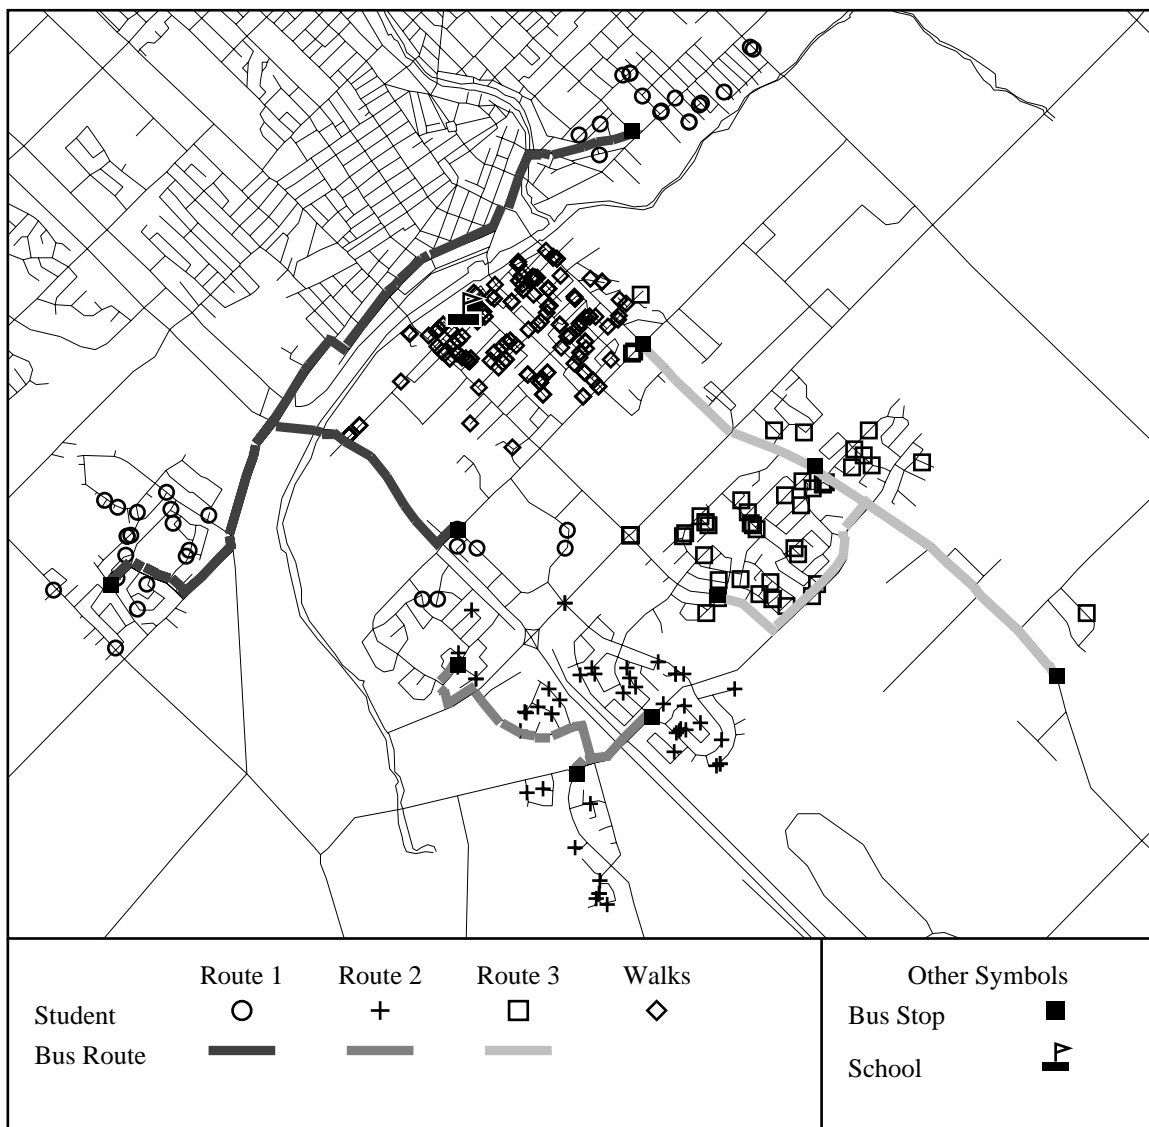 Route 1 Route 2 Route 3 Walks
Student
Bus Route
Other Symbols
Bus Stop
School